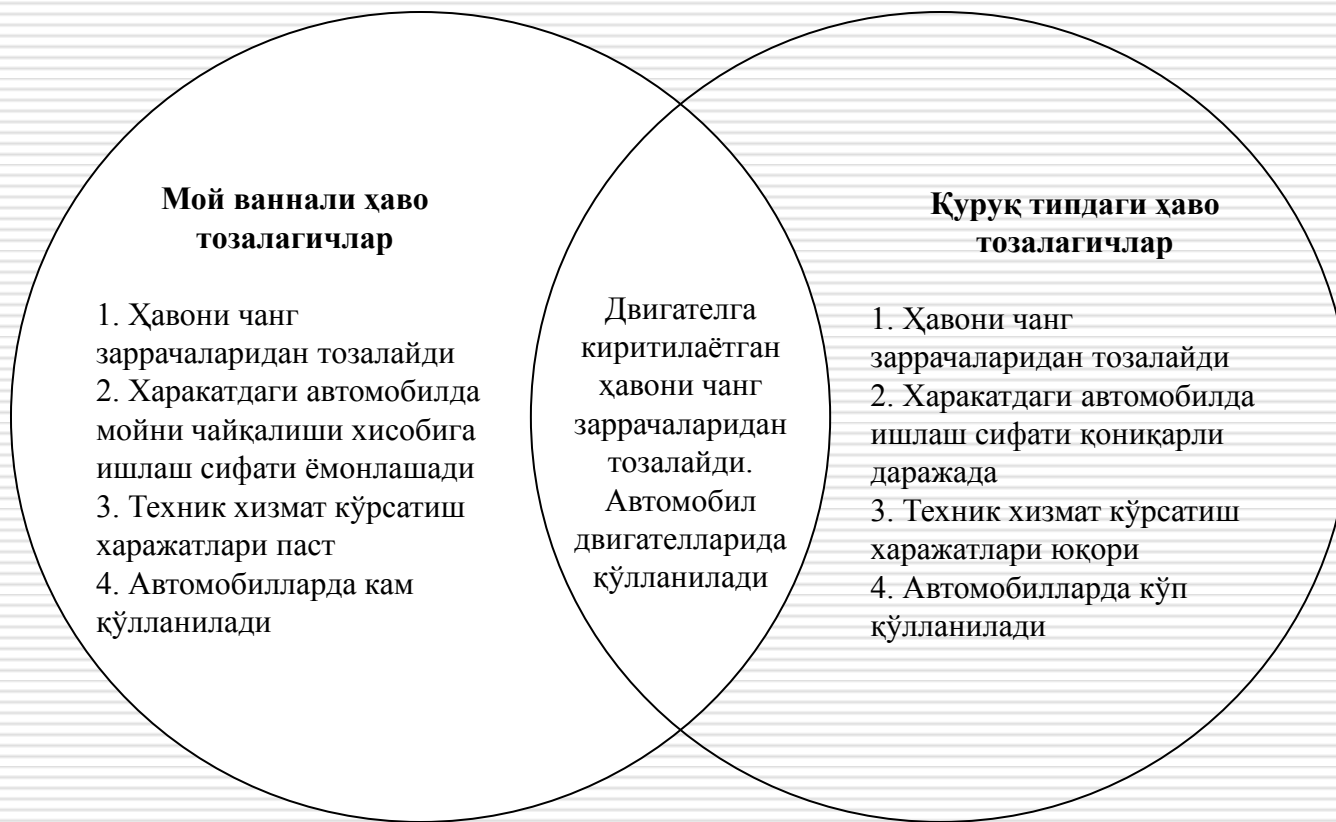 Мой ваннали ҳаво
тозалагичлар
1. Ҳавони чанг
заррачаларидан тозалайди
2. Харакатдаги автомобилда
мойни чайқалиши хисобига
ишлаш сифати ёмонлашади
3. Техник хизмат кўрсатиш
харажатлари паст
4. Автомобилларда кам
қўлланилади
Двигателга
киритилаётган
ҳавони чанг
заррачаларидан
тозалайди.
Автомобил
двигателларида
қўлланилади
Қуруқ типдаги ҳаво
тозалагичлар
1. Ҳавони чанг
заррачаларидан тозалайди
2. Харакатдаги автомобилда
ишлаш сифати қониқарли
даражада
3. Техник хизмат кўрсатиш
харажатлари юқори
4. Автомобилларда кўп
қўлланилади